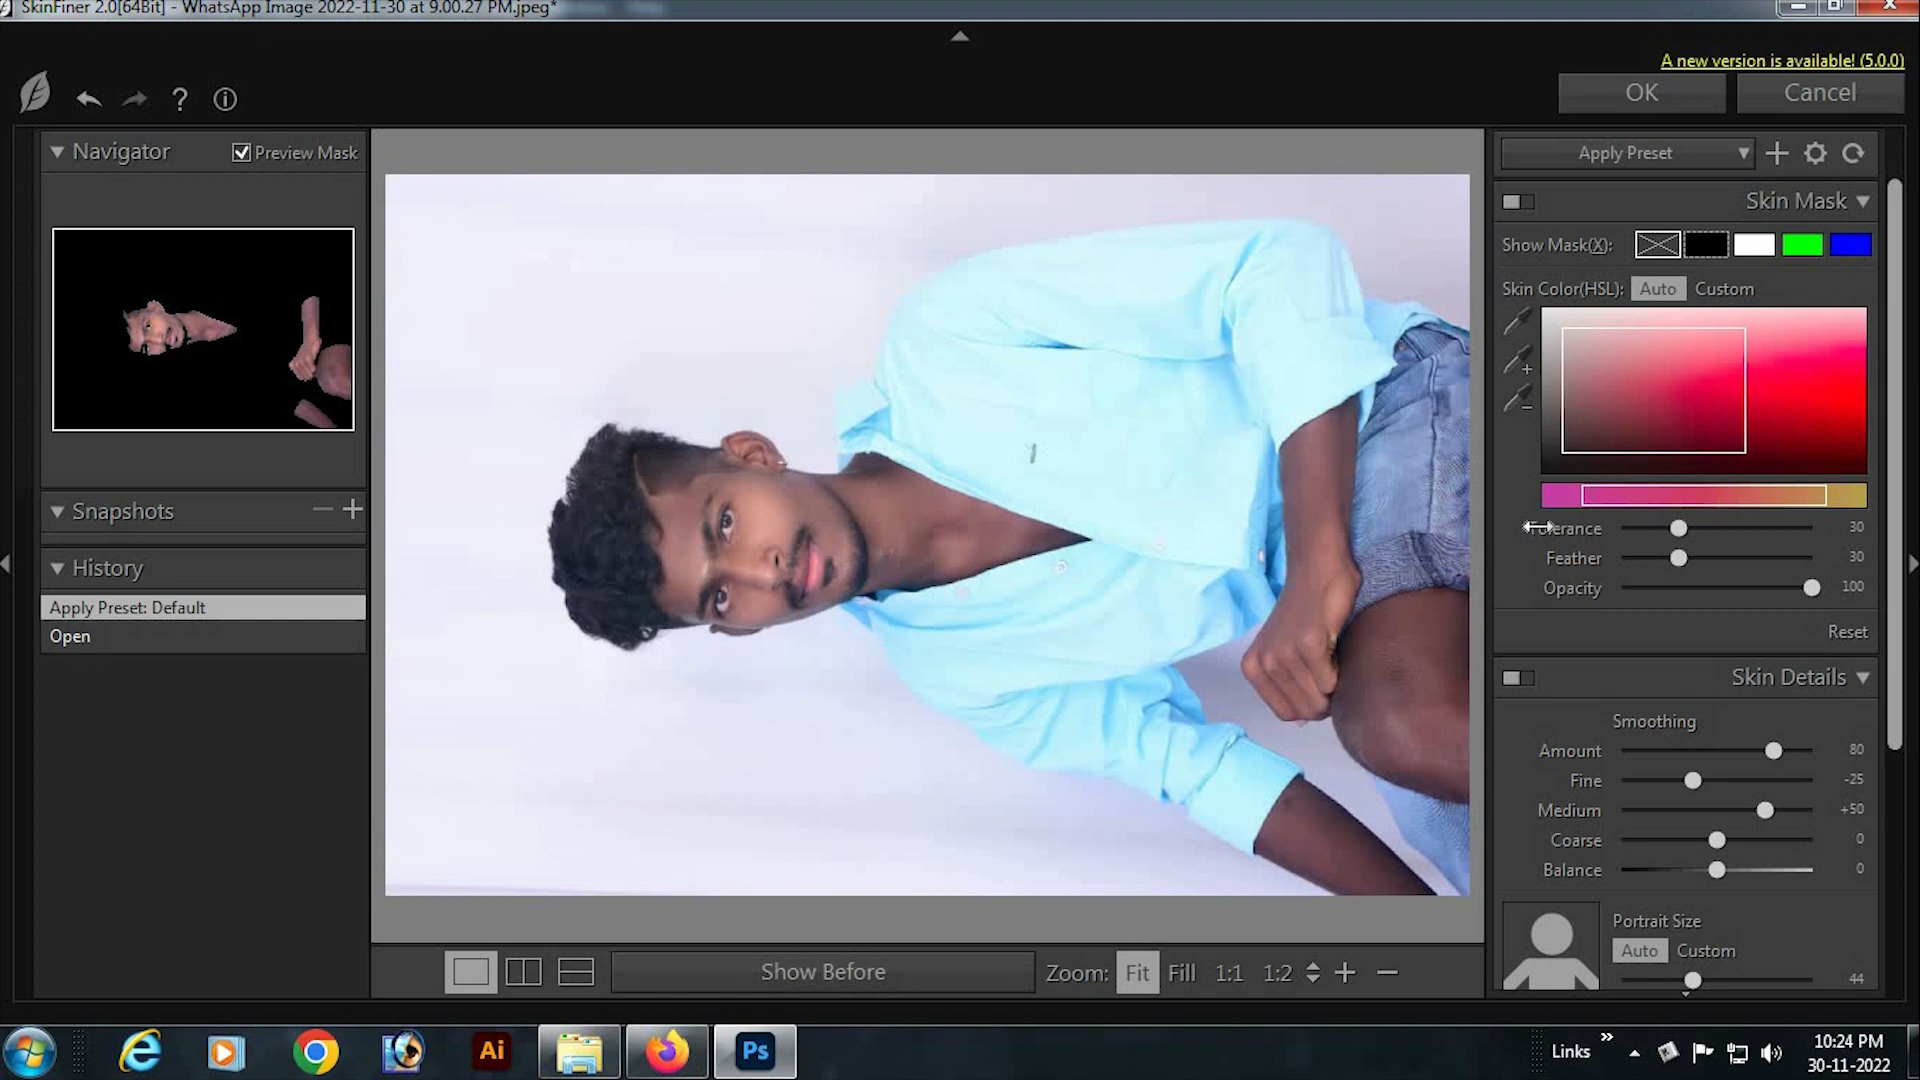 SkinFiner 2.0[64Bit] - WhatsApp Image 2022-11-30 at 9.00.27 PM.jpeg*
A new version is available! (5.0.0)
OK
Cancel
Navigator
Preview Mask
Apply Preset
Skin Mask
Show Mask(X):
Skin Color(HSL):
Auto
Custom
Snapshots
Tolerance
30
Feather
30
History
Opacity
100
Apply Preset: Default
Open
Reset
Skin Details
Smoothing
Amount
80
Fine
-25
Medium
+50
Coarse
0
Balance
0
Portrait Size
Auto
Custom
44
Show Before
Zoom:
Fit
Fill
1:1
1:2
Ai
Ps
Links
10:24 PM
30-11-2022